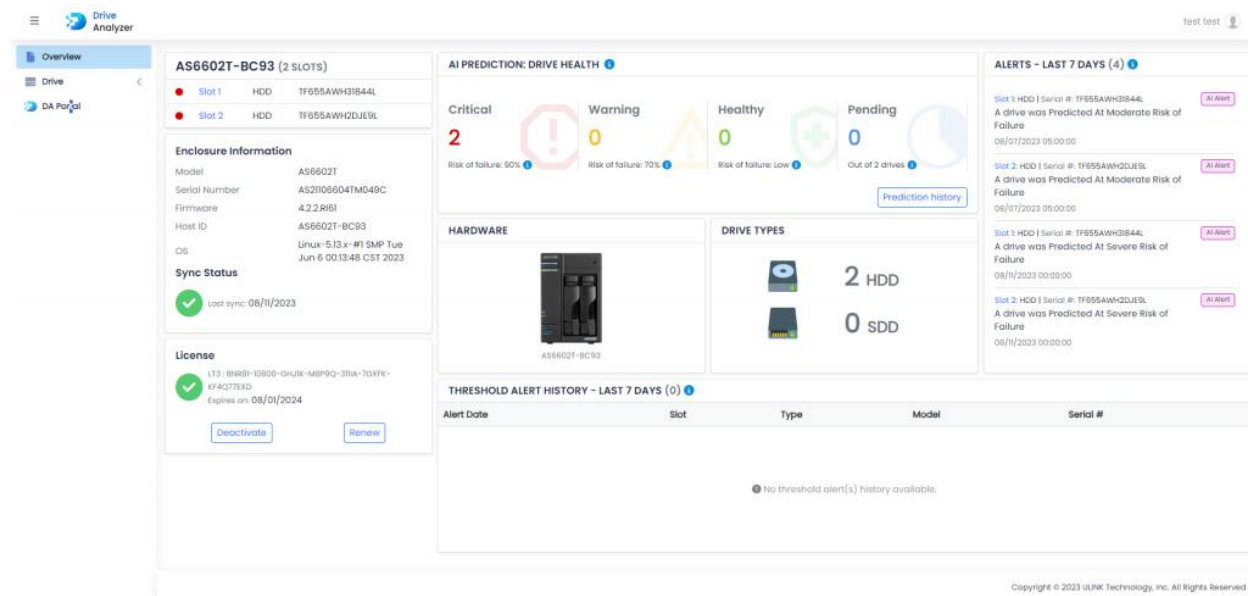 Drive
Analyzer
test test
Overview
Drive
DA Portal
AS6602T-BC93 (2 SLOTS)
Slot 1 HDD TF655AWH31844L
Slot 2 HDD TF655AWH2DJE9L
Enclosure Information
Model AS6602T
Serial Number AS21106604TM049C
Firmware 4.2.2.RI61
Host ID AS6602T-BC93
OS Linux-5.13.x-#1 SMP Tue
Jun 6 00:13:48 CST 2023
Sync Status
Last sync: 08/11/2023
License
Expires on: 08/01/2024
Deactivate Renew
AI PREDICTION: DRIVE HEALTH
Critical Warning Healthy Pending
2 0 0 0
Risk of failure: 90% Risk of failure: 70% Risk of failure: Low Out of 2 drives
Prediction history
HARDWARE
AS6602T-BC93
DRIVE TYPES
2 HDD
0 SDD
ALERTS - LAST 7 DAYS (4)
Slot 1: HDD | Serial #: TF655AWH31844L AI Alert
A drive was Predicted At Moderate Risk of
Failure
08/07/2023 05:00:00
Slot 2: HDD | Serial #: TF655AWH2DJE9L AI Alert
A drive was Predicted At Moderate Risk of
Failure
08/07/2023 05:00:00
Slot 1: HDD | Serial #: TF655AWH31844L AI Alert
A drive was Predicted At Severe Risk of
Failure
08/11/2023 00:00:00
Slot 2: HDD | Serial #: TF655AWH2DJE9L AI Alert
A drive was Predicted At Severe Risk of
Failure
08/11/2023 00:00:00
THRESHOLD ALERT HISTORY - LAST 7 DAYS (0)
Alert Date Slot Type Model Serial #
No threshold alert(s) history available.
Copyright © 2023 ULINK Technology, Inc. All Rights Reserved